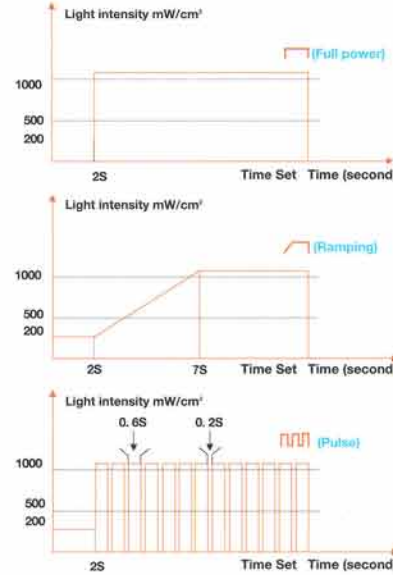 Light intensity mW/cm²
(Full power)
1000
500
200
2S Time Set Time (second
Light intensity mW/cm²
(Ramping)
1000
500
200
2S 7S Time Set Time (second
Light intensity mW/cm²
0.6S 0.2S
(Pulse)
1000
500
200
2S Time Set Time (second